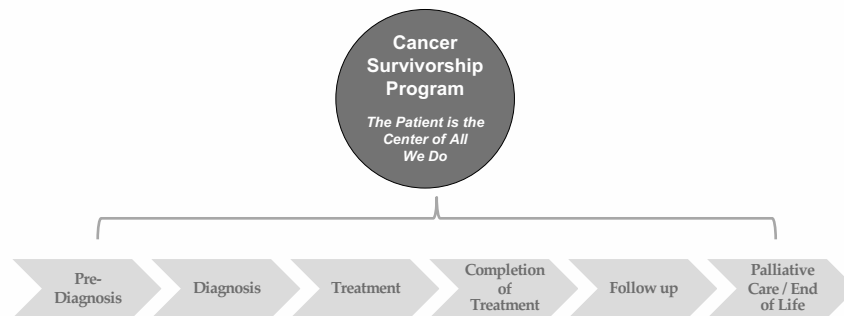 Cancer
Survivorship
Program
The Patient is the
Center of All
We Do
Pre-
Diagnosis
Diagnosis
Treatment
Completion
of
Treatment
Follow up
Palliative
Care / End
of Life